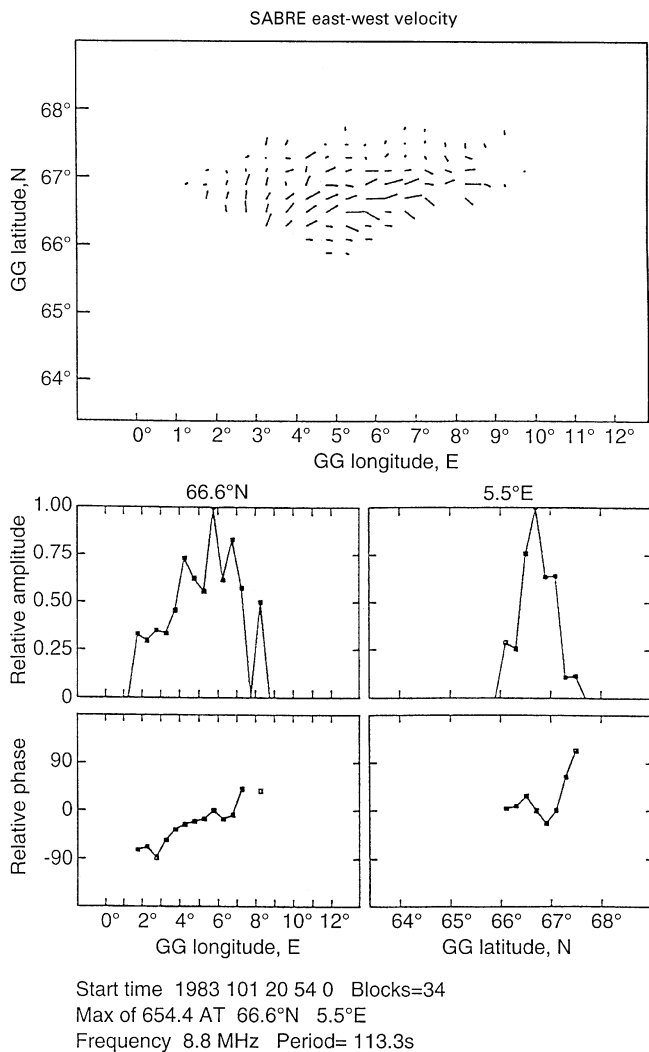 SABRE east-west velocity
GG latitude,N
68°
67°
66°
65°
64°
0° 1° 2° 3° 4° 5° 6° 7° 8° 9° 10° 11° 12°
GG longitude, E
66.6°N
5.5°E
Relative amplitude
1.00
0.75
0.50
0.25
0
Relative phase
90
0
-90
0° 2° 4° 6° 8° 10° 12°
GG longitude, E
64° 65° 66° 67° 68°
GG latitude, N
Start time 1983 101 20 54 0 Blocks=34
Max of 654.4 AT 66.6°N 5.5°E
Frequency 8.8 MHz Period= 113.3s